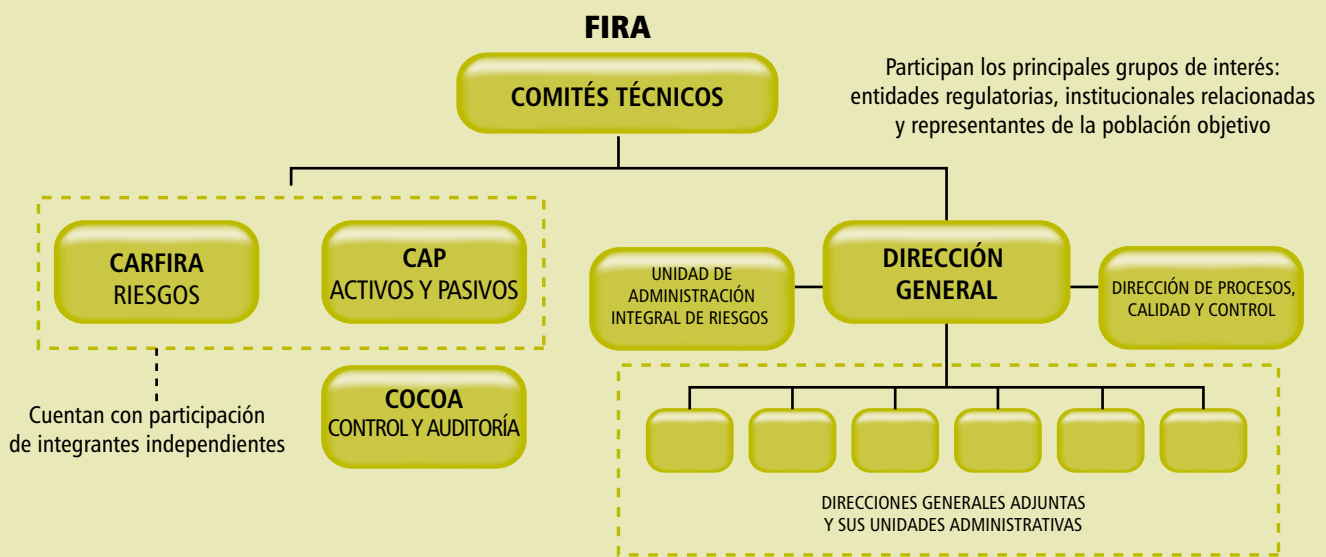 FIRA
COMITÉS TÉCNICOS
Participan los principales grupos de interés:
entidades regulatorias, institucionales relacionadas
y representantes de la población objetivo
CARFIRA
RIESGOS
CAP
ACTIVOS Y PASIVOS
COCOA
CONTROL Y AUDITORÍA
Cuentan con participación
de integrantes independientes
UNIDAD DE
ADMINISTRACIÓN
INTEGRAL DE RIESGOS
DIRECCIÓN
GENERAL
DIRECCIÓN DE PROCESOS,
CALIDAD Y CONTROL
DIRECCIONES GENERALES ADJUNTAS
Y SUS UNIDADES ADMINISTRATIVAS